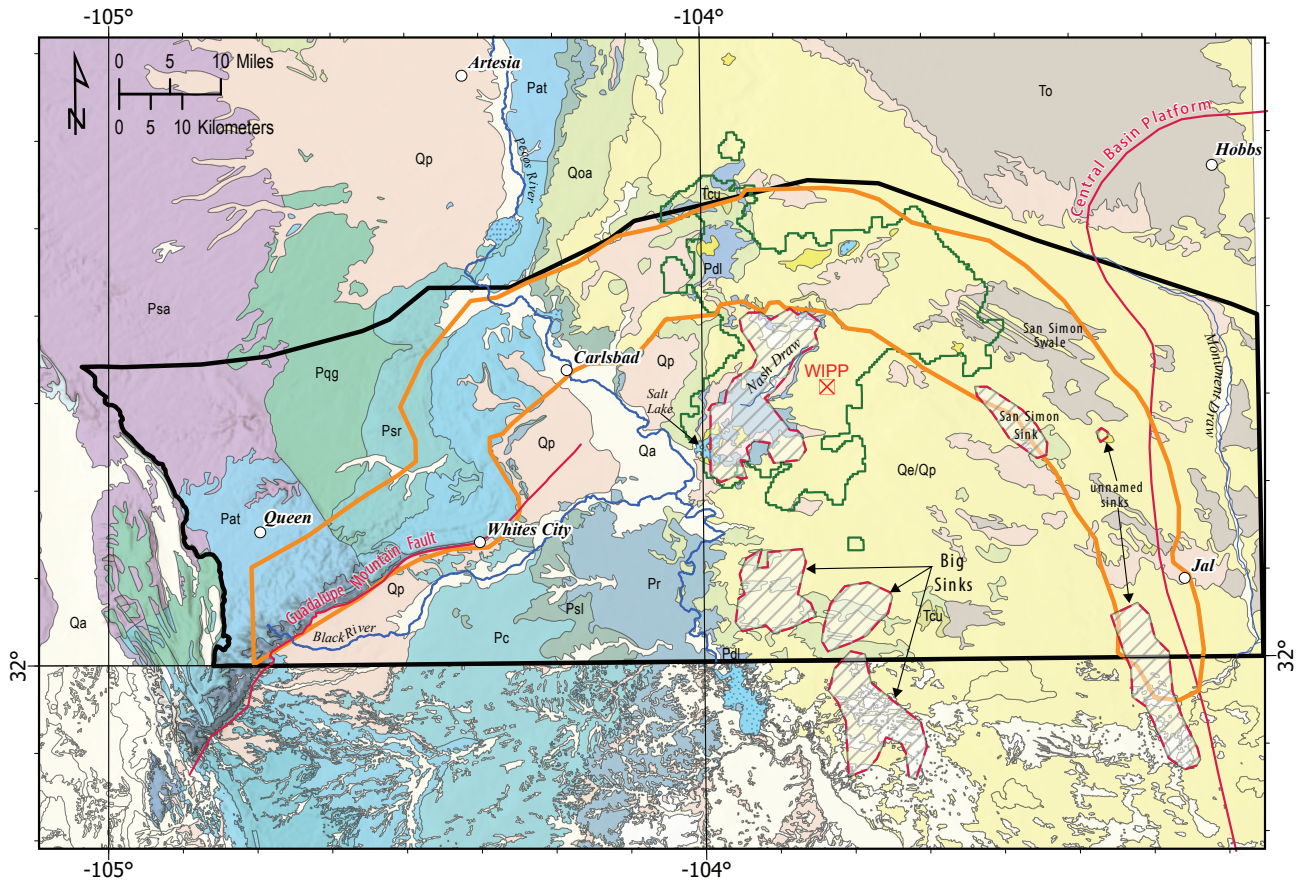 -105°
-104°
0 5 10 Miles
0 5 10 Kilometers
N
Artesia
Pat
To
Central Basin Platform
Hobbs
Qp
Pecos River
Qoa
Tcu
Pdl
Psa
San Simon
Swale
Monument Draw
Pqg
Carlsbad
Qp
Nash Draw
WIPP
Salt
Lake
Psr
San Simon
Sink
Qp
Qa
Qe/Qp
unnamed
sinks
Pat
Queen
Whites City
Guadalupe Mountain Fault
Big
Sinks
Jal
Qp
Pr
Psl
Tcu
Qa
Black River
Pc
Pdl
32°
32°
-105°
-104°